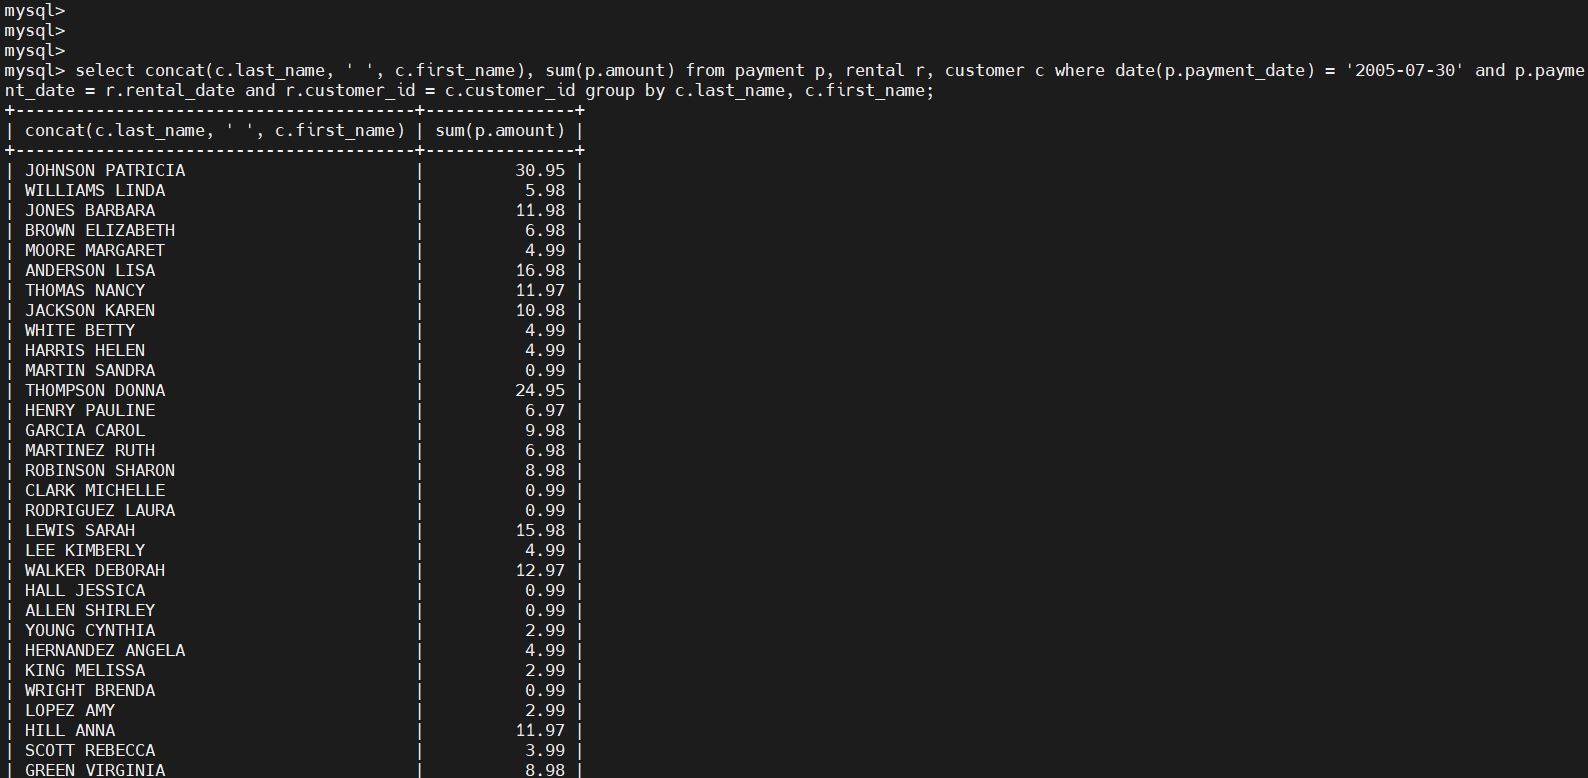 mysql>
mysql>
mysql>
mysql> select concat(c.last_name, ' ', c.first_name), sum(p.amount) from payment p, rental r, customer c where date(p.payment_date) = '2005-07-30' and p.payme
nt_date = r.rental_date and r.customer_id = c.customer_id group by c.last_name, c.first_name;
+----------------------------------------+---------------+
| concat(c.last_name, ' ', c.first_name) | sum(p.amount) |
+----------------------------------------+---------------+
| JOHNSON PATRICIA                       |         30.95 |
| WILLIAMS LINDA                         |          5.98 |
| JONES BARBARA                          |         11.98 |
| BROWN ELIZABETH                        |          6.98 |
| MOORE MARGARET                         |          4.99 |
| ANDERSON LISA                          |         16.98 |
| THOMAS NANCY                           |         11.97 |
| JACKSON KAREN                          |         10.98 |
| WHITE BETTY                            |          4.99 |
| HARRIS HELEN                           |          4.99 |
| MARTIN SANDRA                          |          0.99 |
| THOMPSON DONNA                         |         24.95 |
| HENRY PAULINE                          |          6.97 |
| GARCIA CAROL                           |          9.98 |
| MARTINEZ RUTH                          |          6.98 |
| ROBINSON SHARON                        |          8.98 |
| CLARK MICHELLE                         |          0.99 |
| RODRIGUEZ LAURA                        |          0.99 |
| LEWIS SARAH                            |         15.98 |
| LEE KIMBERLY                           |          4.99 |
| WALKER DEBORAH                         |         12.97 |
| HALL JESSICA                           |          0.99 |
| ALLEN SHIRLEY                          |          0.99 |
| YOUNG CYNTHIA                          |          2.99 |
| HERNANDEZ ANGELA                       |          4.99 |
| KING MELISSA                           |          2.99 |
| WRIGHT BRENDA                          |          0.99 |
| LOPEZ AMY                              |          2.99 |
| HILL ANNA                              |         11.97 |
| SCOTT REBECCA                          |          3.99 |
| GREEN VIRGINIA                         |          8.98 |